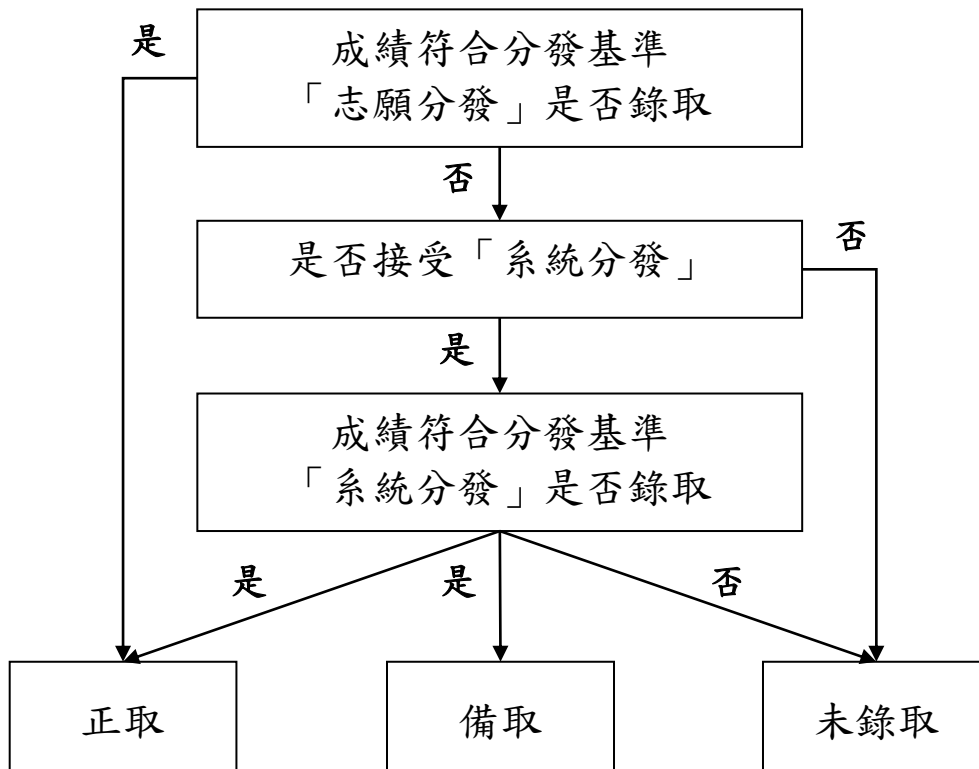 是
成績符合分發基準
「志願分發」是否錄取
否
是否接受「系統分發」
否
是
成績符合分發基準
「系統分發」是否錄取
是
是
否
正取
備取
未錄取